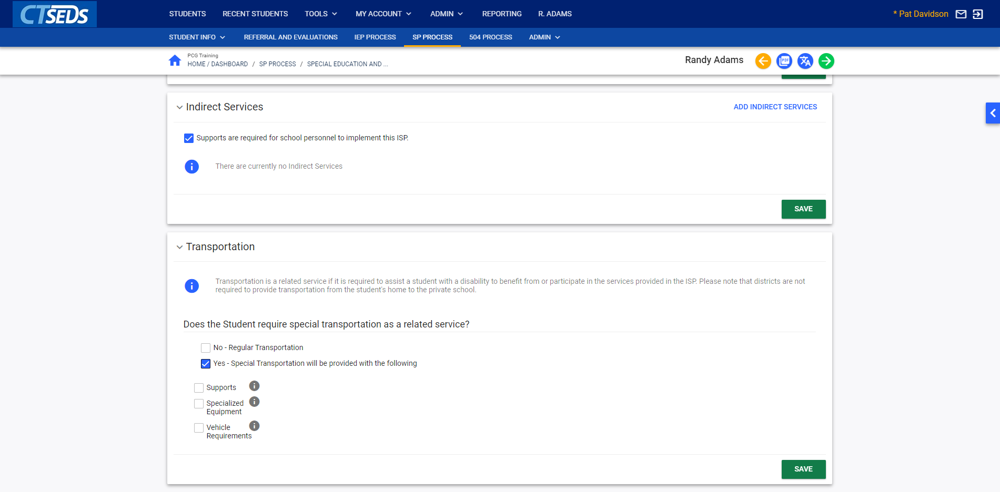 CTSEDS
STUDENTS RECENT STUDENTS TOOLS MY ACCOUNT ADMIN REPORTING R. ADAMS
* Pat Davidson
STUDENT INFO REFERRAL AND EVALUATIONS IEP PROCESS SP PROCESS 504 PROCESS ADMIN
PCG Training
HOME / DASHBOARD / SP PROCESS / SPECIAL EDUCATION AND ...
Randy Adams
PDF
Indirect Services
ADD INDIRECT SERVICES
Supports are required for school personnel to implement this ISP.
There are currently no Indirect Services
SAVE
Transportation
Transportation is a related service if it is required to assist a student with a disability to benefit from or participate in the services provided in the ISP. Please note that districts are not
required to provide transportation from the student's home to the private school.
Does the Student require special transportation as a related service?
No - Regular Transportation
Yes - Special Transportation will be provided with the following
Supports
Specialized
Equipment
Vehicle
Requirements
SAVE